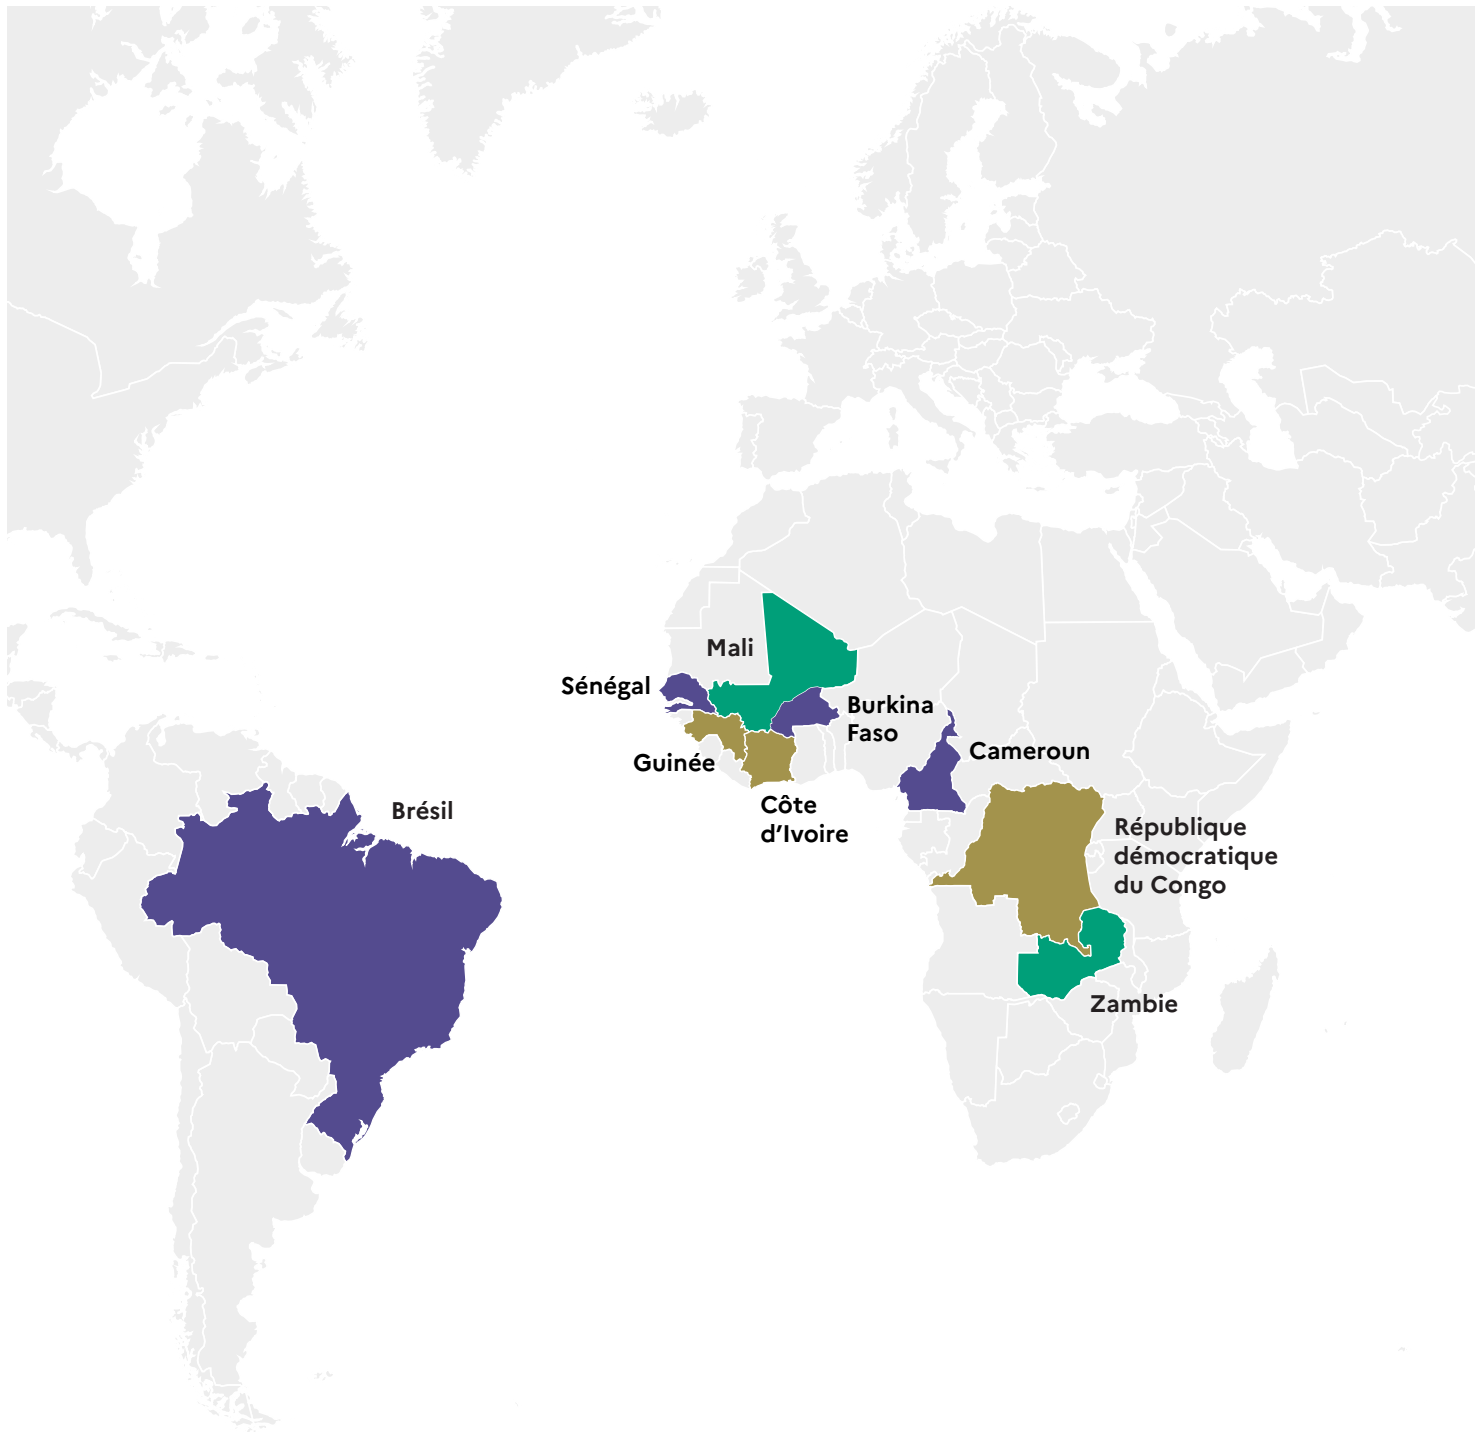 Mali
Sénégal
Burkina
Faso
Guinée
Cameroun
Côte
d’Ivoire
Brésil
République
démocratique
du Congo
Zambie